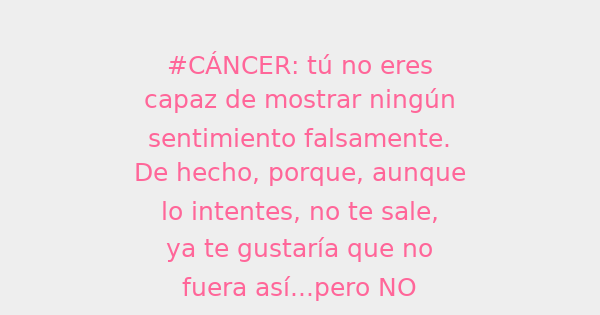 #CÁNCER: tú no eres
capaz de mostrar ningún
sentimiento falsamente.
De hecho, porque, aunque
lo intentes, no te sale,
ya te gustaría que no
fuera así...pero NO